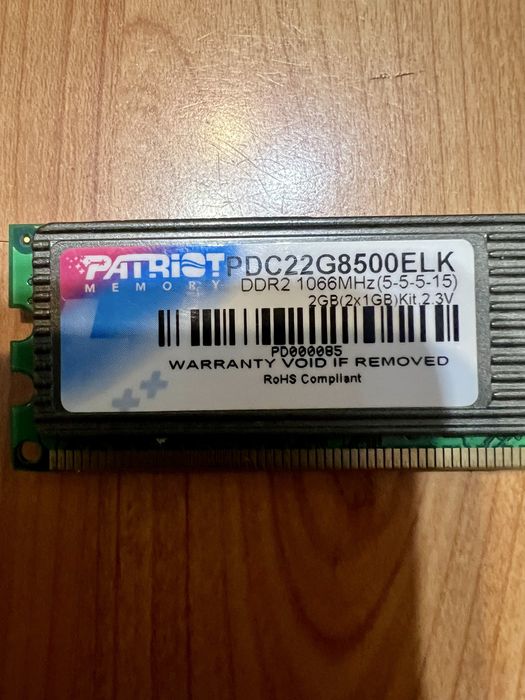 PATRIOT
MEMORY
PDC22G8500ELK
DDR2 1066MHz(5-5-5-15)
2GB(2x1GB)Kit,2.3V
PD000085
WARRANTY VOID IF REMOVED
RoHS Compliant